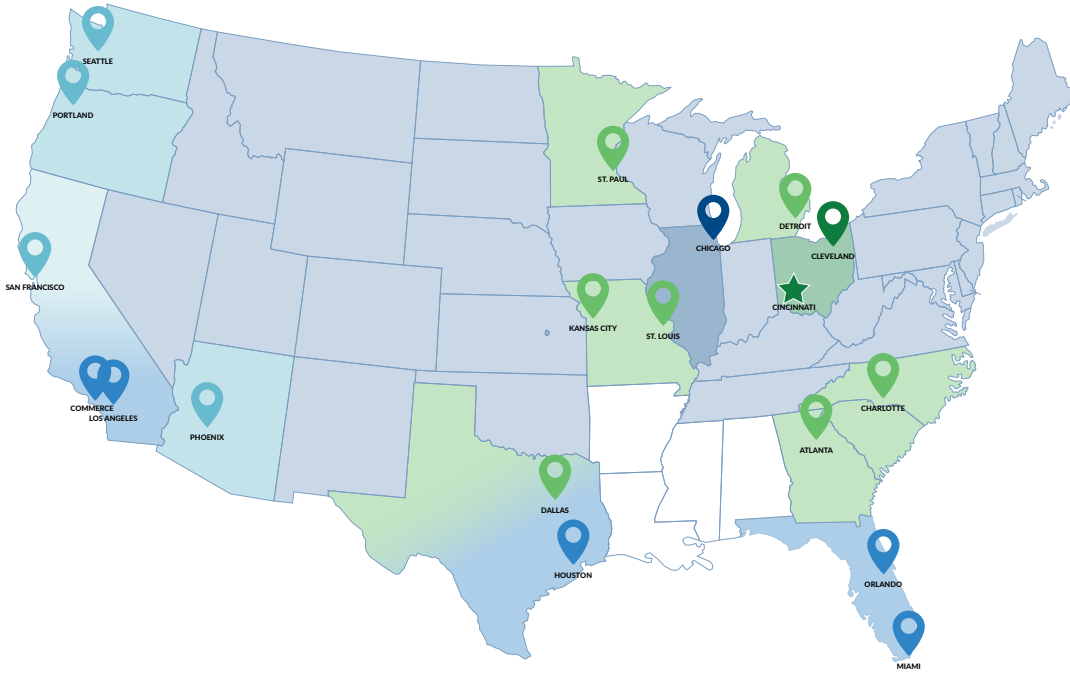 SEATTLE
PORTLAND
ST. PAUL
DETROIT
CHICAGO
CLEVELAND
SAN FRANCISCO
CINCINNATI
KANSAS CITY
ST. LOUIS
COMMERCE
LOS ANGELES
CHARLOTTE
PHOENIX
ATLANTA
DALLAS
HOUSTON
ORLANDO
MIAMI